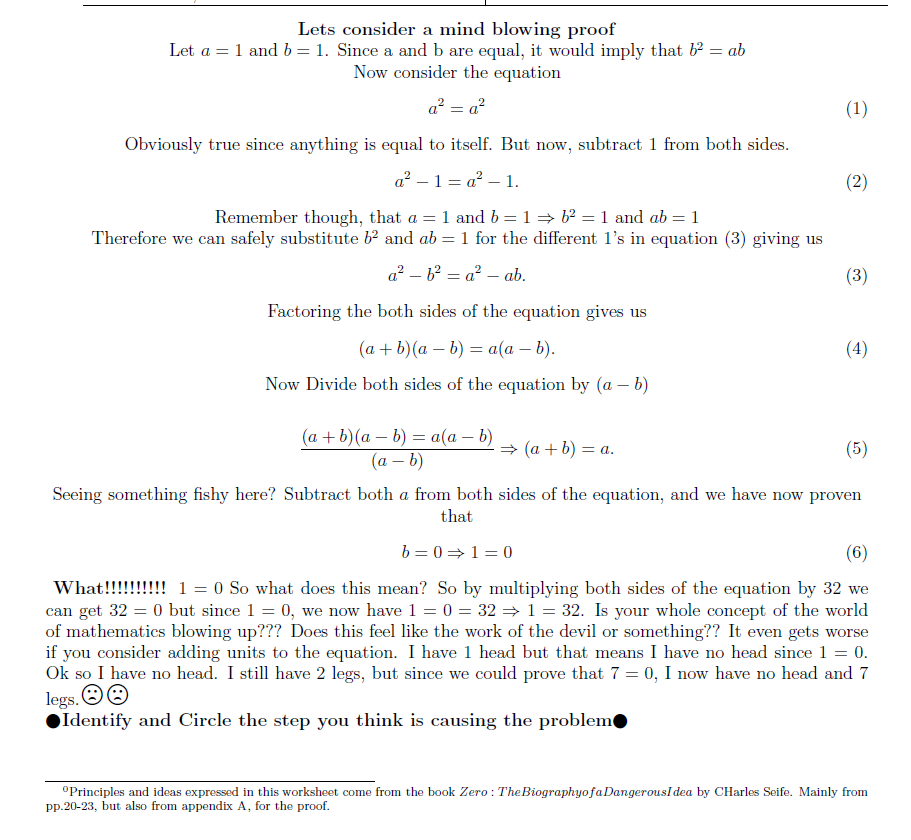 Lets consider a mind blowing proof
Let a = 1 and b = 1. Since a and b are equal, it would imply that b² = ab
Now consider the equation
a² = a² (1)
Obviously true since anything is equal to itself. But now, subtract 1 from both sides.
a² − 1 = a² − 1. (2)
Remember though, that a = 1 and b = 1 ⇒ b² = 1 and ab = 1
Therefore we can safely substitute b² and ab = 1 for the different 1's in equation (3) giving us
a² − b² = a² − ab. (3)
Factoring the both sides of the equation gives us
(a + b)(a − b) = a(a − b). (4)
Now Divide both sides of the equation by (a − b)
(a + b)(a − b) = a(a − b)
(a − b)
⇒ (a + b) = a. (5)
Seeing something fishy here? Subtract both a from both sides of the equation, and we have now proven
that
b = 0 ⇒ 1 = 0 (6)
What!!!!!!!!!! 1 = 0 So what does this mean? So by multiplying both sides of the equation by 32 we
can get 32 = 0 but since 1 = 0, we now have 1 = 0 = 32 ⇒ 1 = 32. Is your whole concept of the world
of mathematics blowing up??? Does this feel like the work of the devil or something?? It even gets worse
if you consider adding units to the equation. I have 1 head but that means I have no head since 1 = 0.
Ok so I have no head. I still have 2 legs, but since we could prove that 7 = 0, I now have no head and 7
legs.☹☹
●Identify and Circle the step you think is causing the problem●
⁰Principles and ideas expressed in this worksheet come from the book Zero : TheBiographyofaDangerousIdea by CHarles Seife. Mainly from
pp.20-23, but also from appendix A, for the proof.